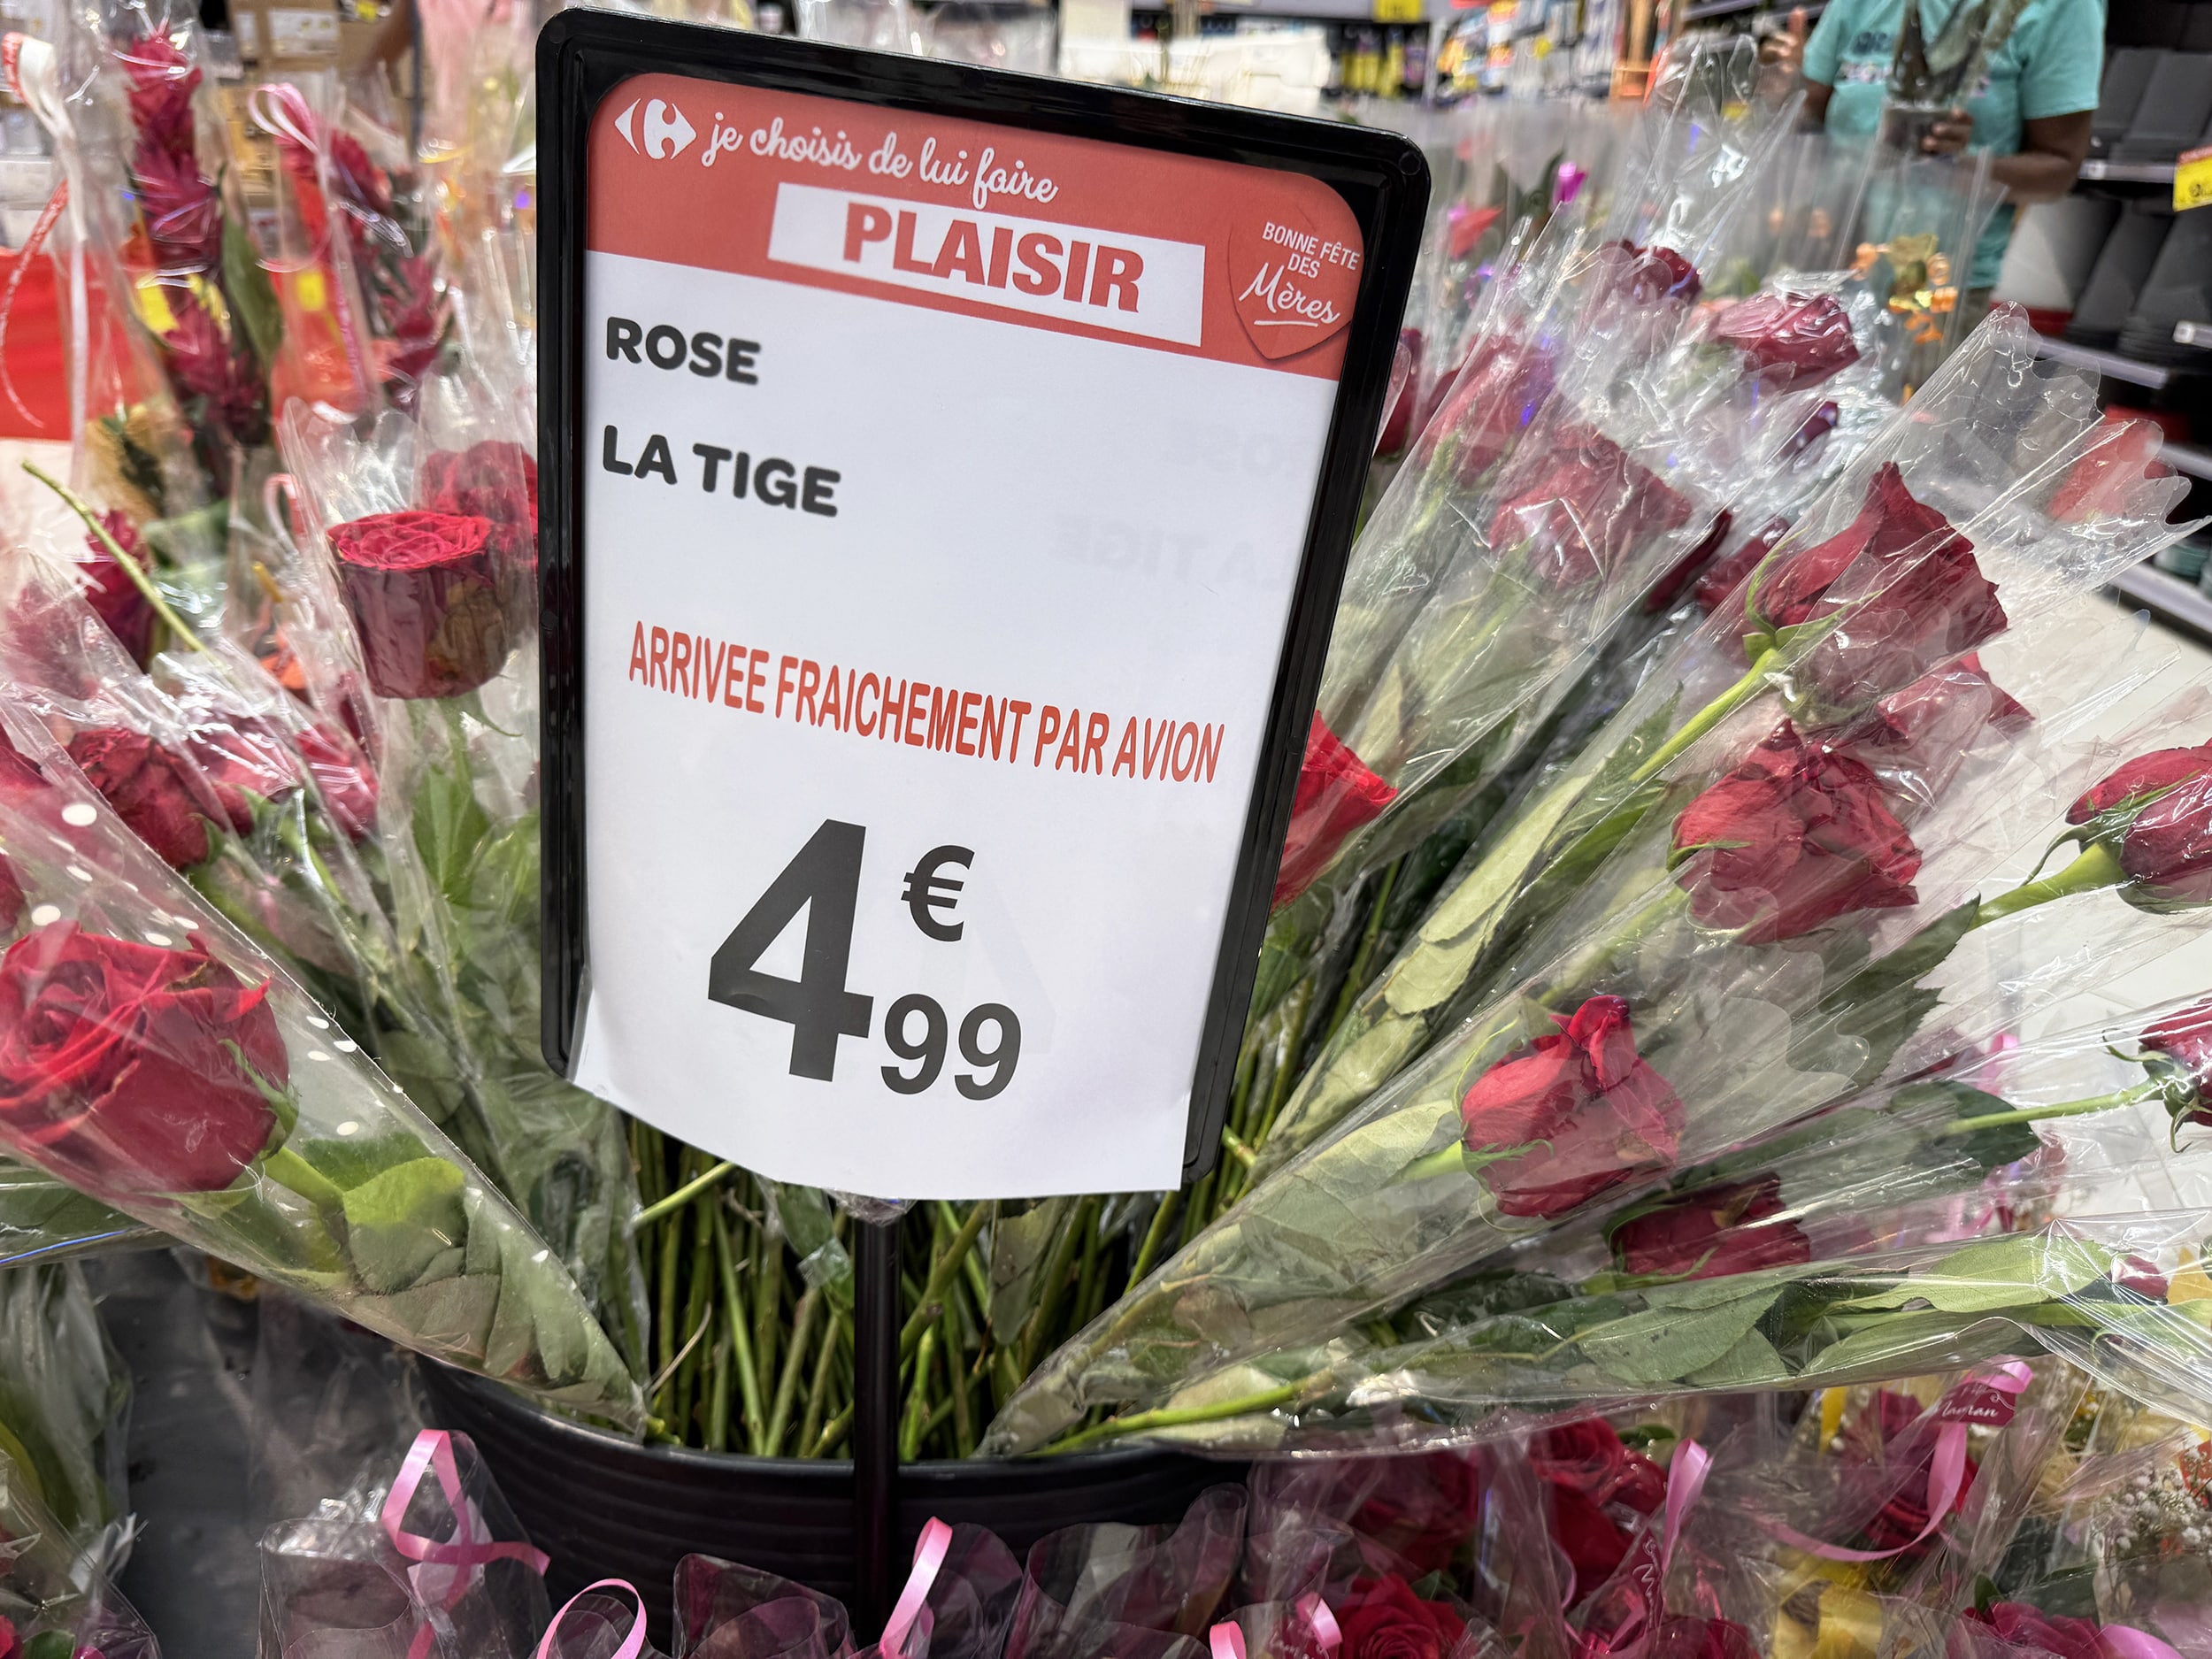 je choisis de lui faire
PLAISIR
BONNE FÊTE
DES
Mères
ROSE
LA TIGE
ARRIVEE FRAICHEMENT PAR AVION
4€99
Maman